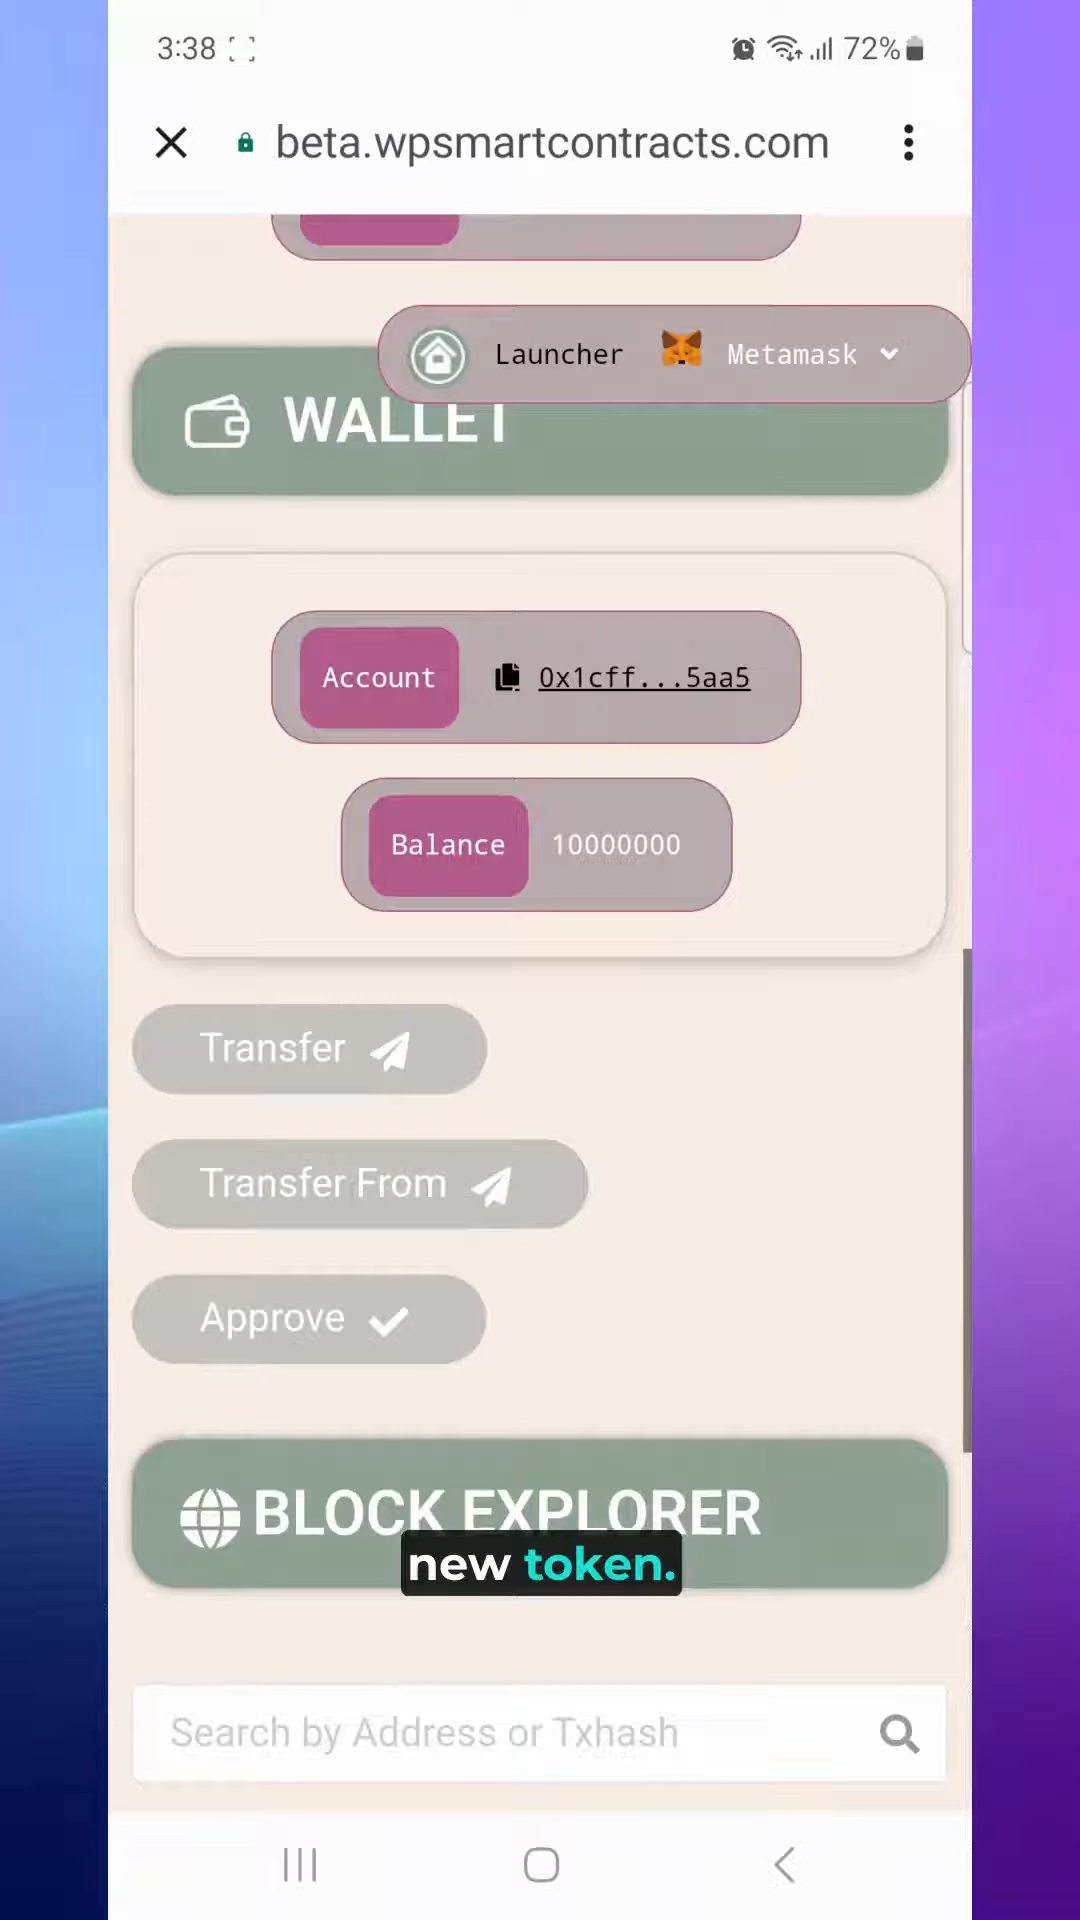 3:38
72%
beta.wpsmartcontracts.com
Launcher Metamask
WALLET
Account 0x1cff...5aa5
Balance 10000000
Transfer
Transfer From
Approve
BLOCK EXPLORER
new token.
Search by Address or Txhash